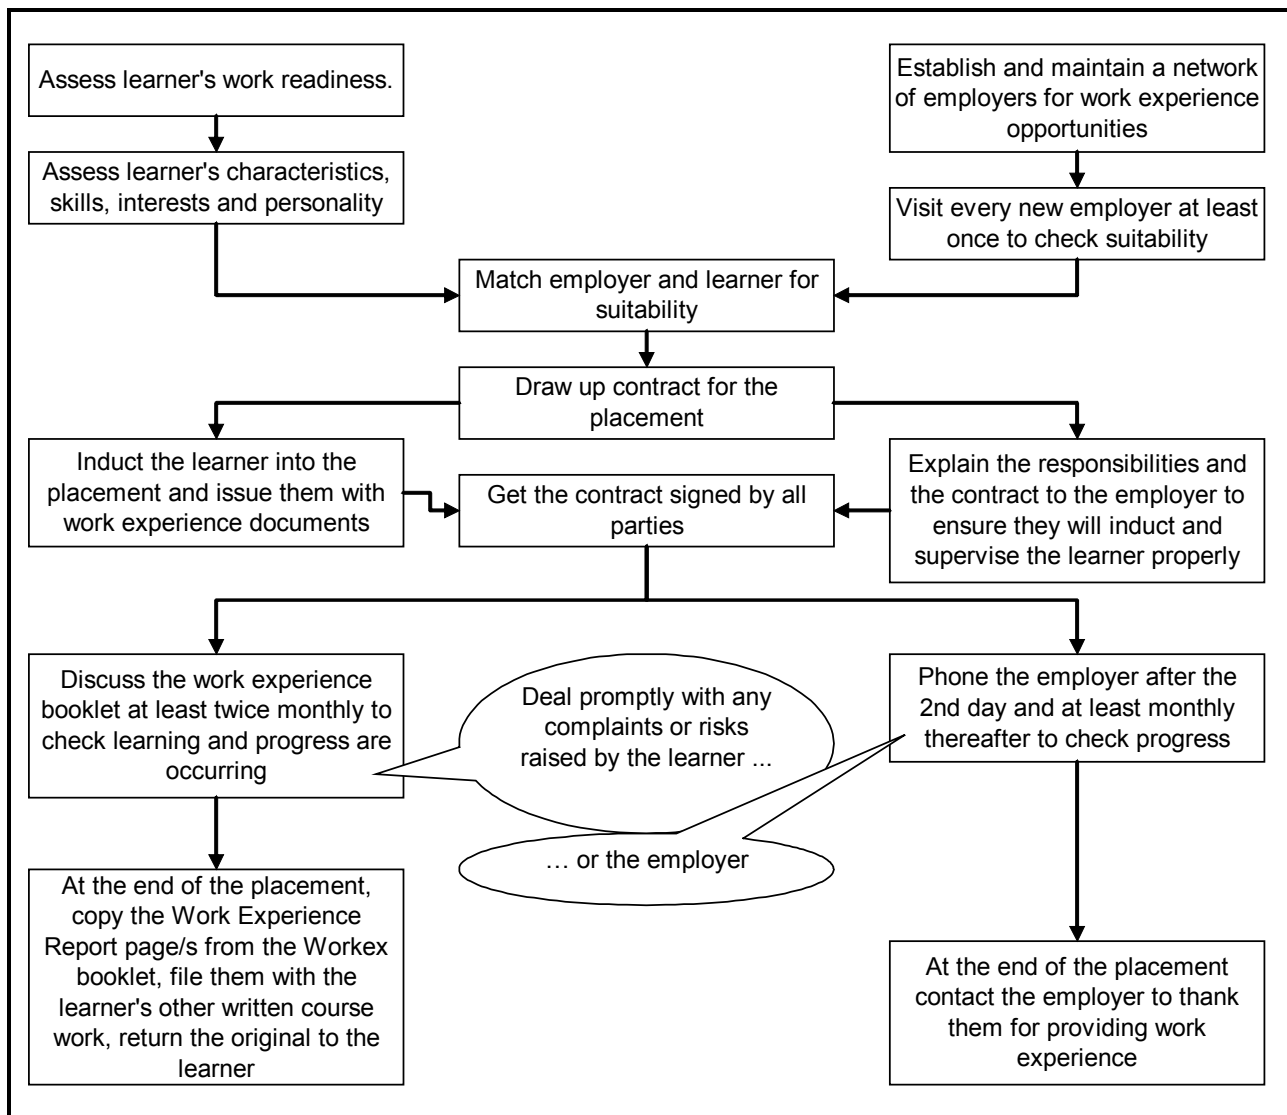 Assess learner's work readiness.
Establish and maintain a network
of employers for work experience
opportunities
Assess learner's characteristics,
skills, interests and personality
Visit every new employer at least
once to check suitability
Match employer and learner for
suitability
Draw up contract for the
placement
Induct the learner into the
placement and issue them with
work experience documents
Get the contract signed by all
parties
Explain the responsibilities and
the contract to the employer to
ensure they will induct and
supervise the learner properly
Discuss the work experience
booklet at least twice monthly to
check learning and progress are
occurring
Deal promptly with any
complaints or risks
raised by the learner ...
Phone the employer after the
2nd day and at least monthly
thereafter to check progress
… or the employer
At the end of the placement,
copy the Work Experience
Report page/s from the Workex
booklet, file them with the
learner's other written course
work, return the original to the
learner
At the end of the placement
contact the employer to thank
them for providing work
experience